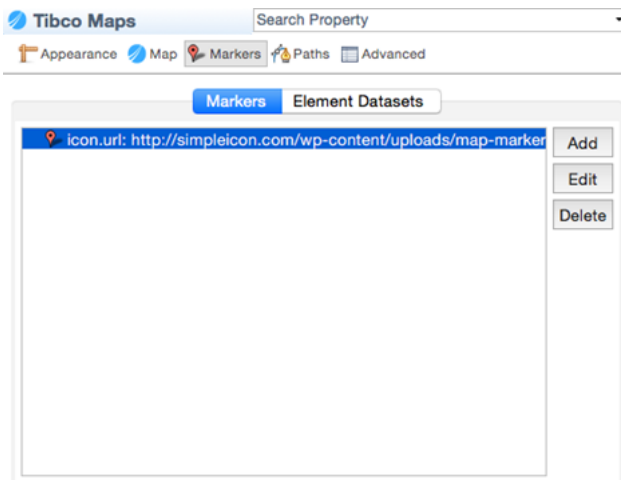 Tibco Maps Search Property
Appearance Map Markers Paths Advanced
Markers Element Datasets
icon.url: http://simpleicon.com/wp-content/uploads/map-marker
Add
Edit
Delete